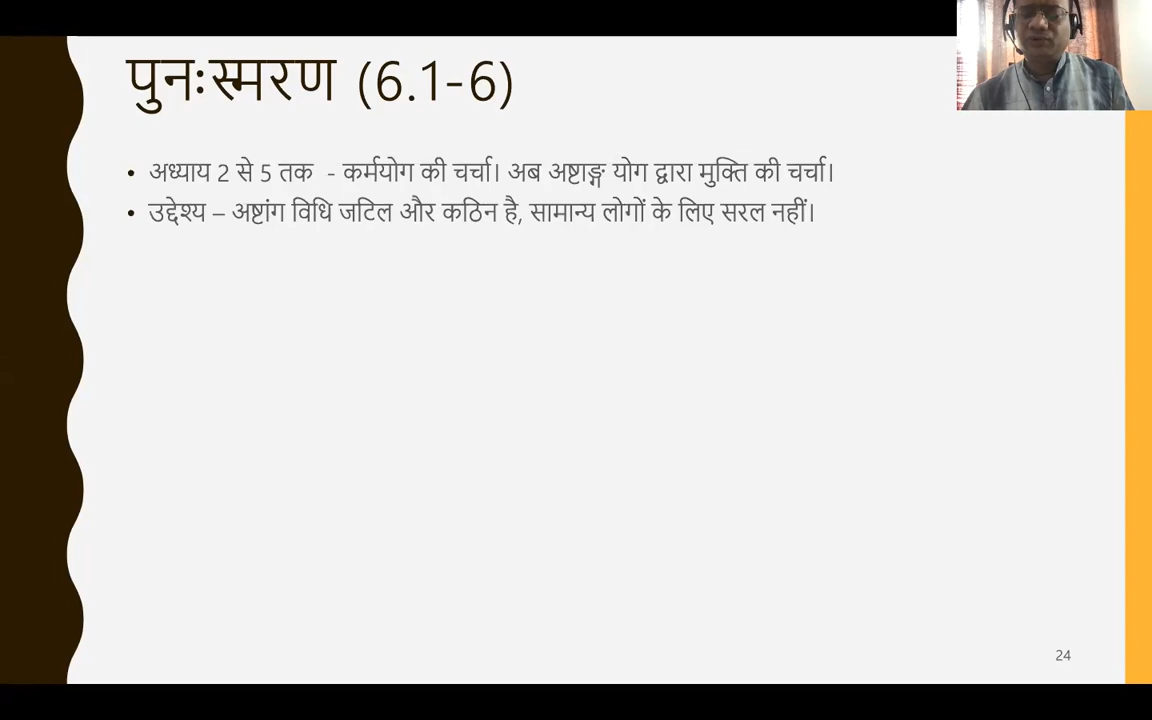 पुनःस्मरण (6.1-6)
• अध्याय 2 से 5 तक - कर्मयोग की चर्चा। अब अष्टाङ्ग योग द्वारा मुक्ति की चर्चा।
• उद्देश्य – अष्टांग विधि जटिल और कठिन है, सामान्य लोगों के लिए सरल नहीं।
24